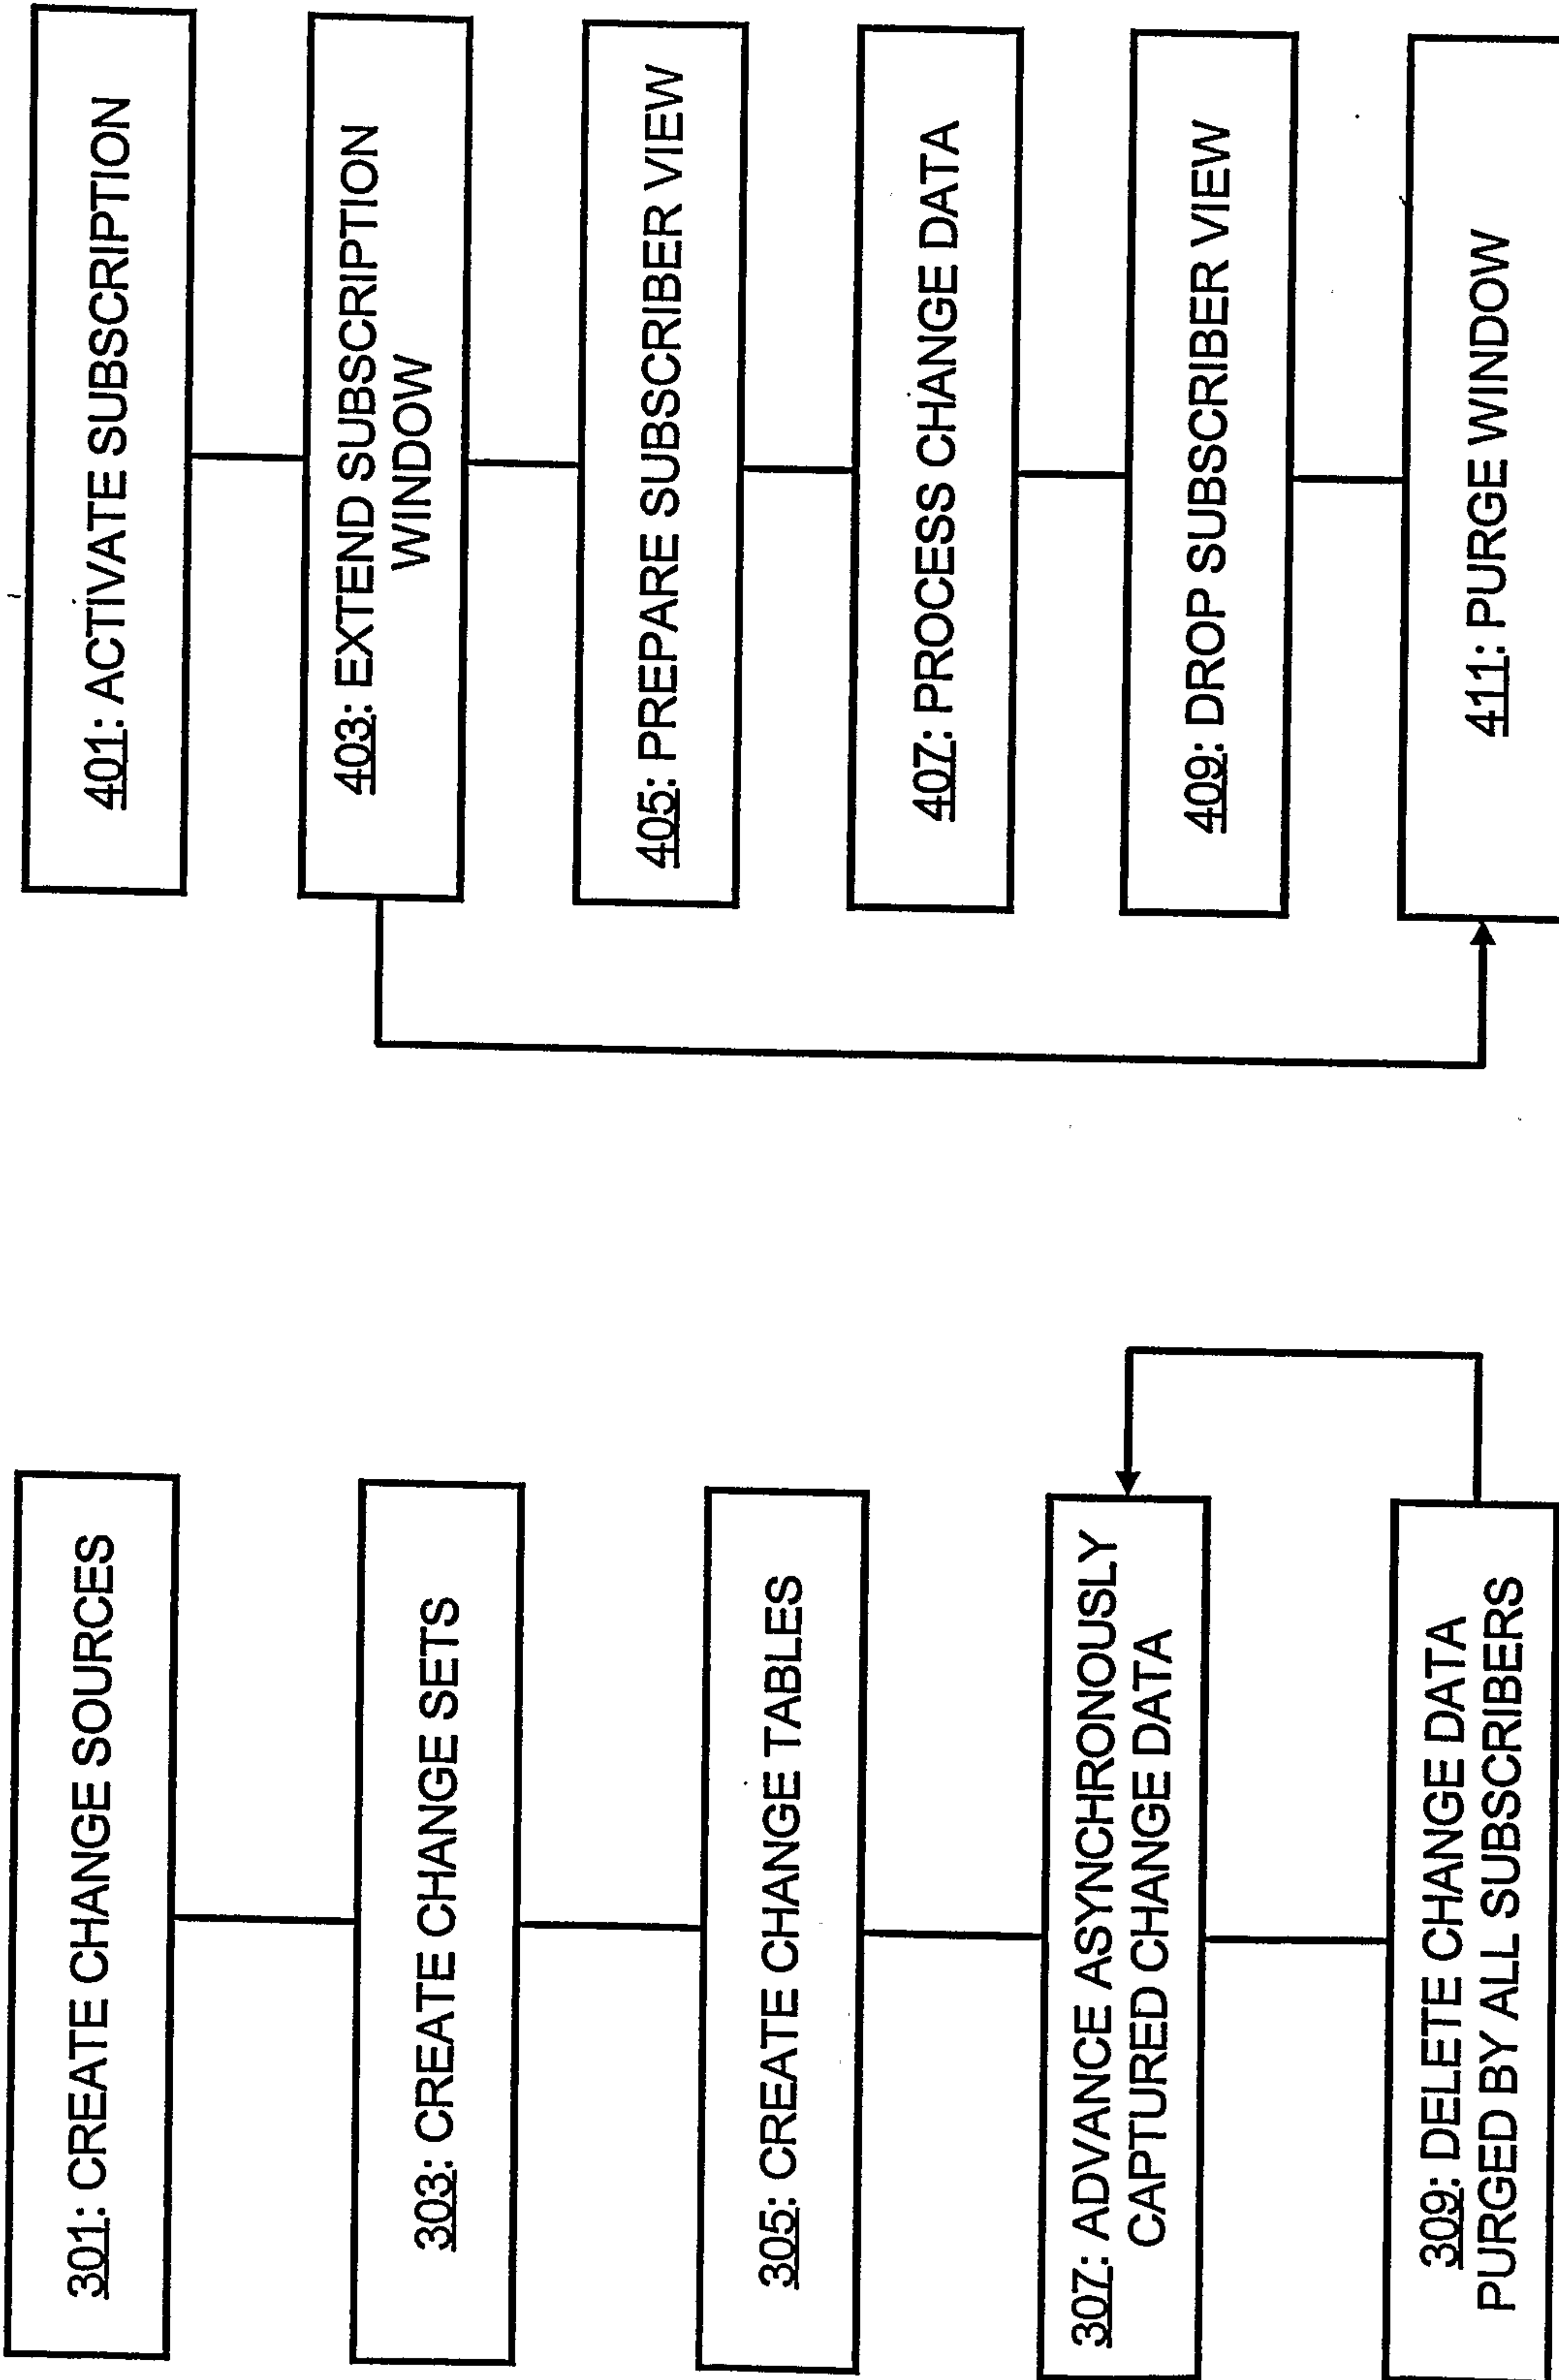 301: CREATE CHANGE SOURCES
303: CREATE CHANGE SETS
305: CREATE CHANGE TABLES
307: ADVANCE ASYNCHRONOUSLY
CAPTURED CHANGE DATA
309: DELETE CHANGE DATA
PURGED BY ALL SUBSCRIBERS
401: ACTIVATE SUBSCRIPTION
403: EXTEND SUBSCRIPTION
WINDOW
405: PREPARE SUBSCRIBER VIEW
407: PROCESS CHANGE DATA
409: DROP SUBSCRIBER VIEW
411: PURGE WINDOW